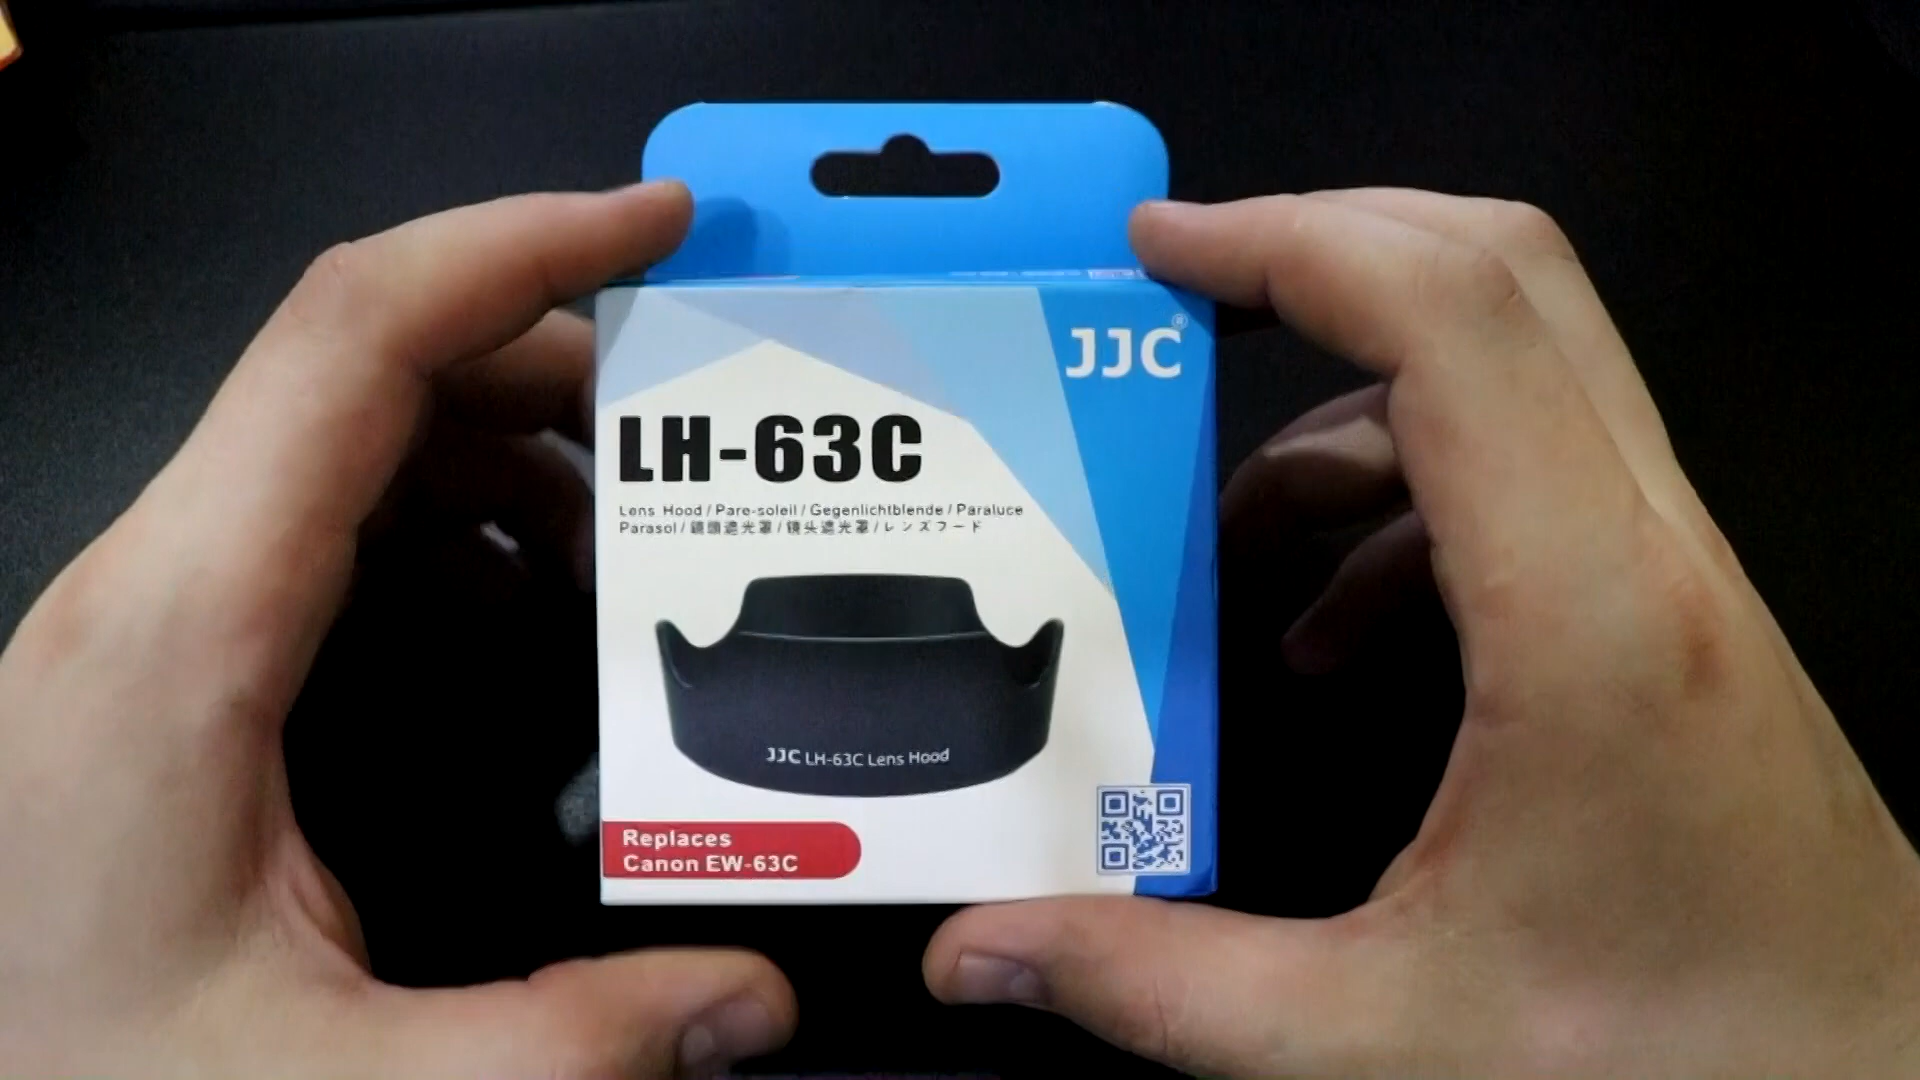 JJC®
LH-63C
Lens Hood / Pare-soleil / Gegenlichtblende / Paraluce
Parasol / 鏡頭遮光罩 / 镜头遮光罩 / レンズフード
JJC LH-63C Lens Hood
Replaces
Canon EW-63C